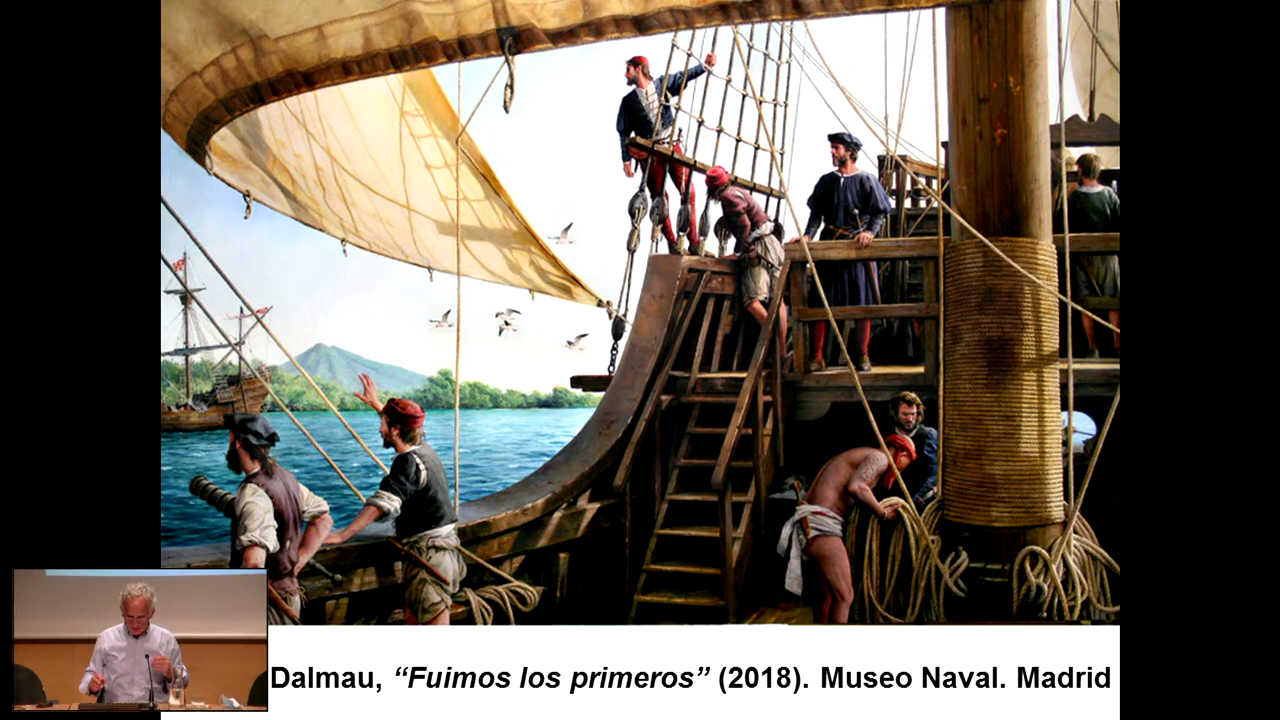 Dalmau, “Fuimos los primeros” (2018). Museo Naval. Madrid